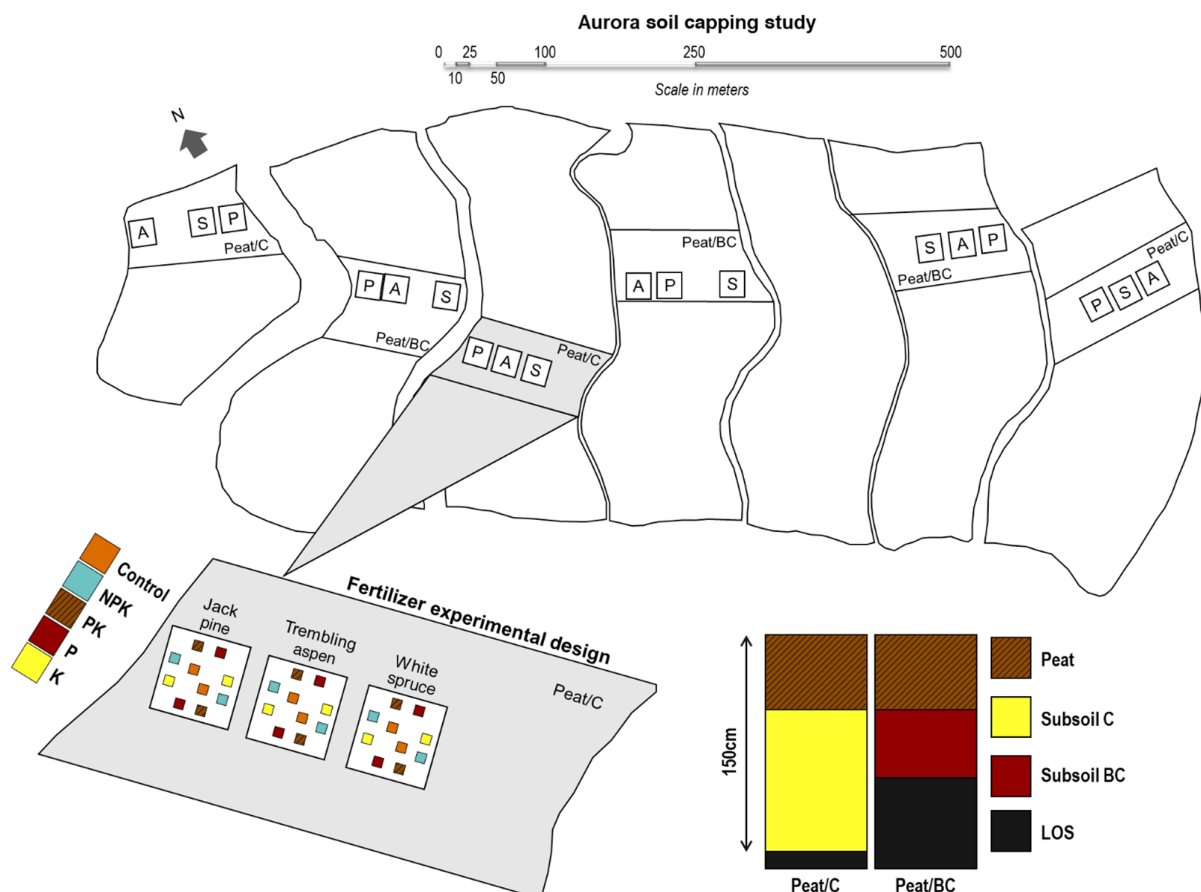 Aurora soil capping study
0 25 100 250 500
10 50
Scale in meters
N
A S P
Peat/C
P A S
Peat/BC
P A S
Peat/C
Peat/BC
A P S
S A P
Peat/BC
Peat/C
P S A
Control
NPK
PK
P
K
Fertilizer experimental design
Jack
pine
Trembling
aspen
White
spruce
Peat/C
150cm
Peat/C
Peat/BC
Peat
Subsoil C
Subsoil BC
LOS